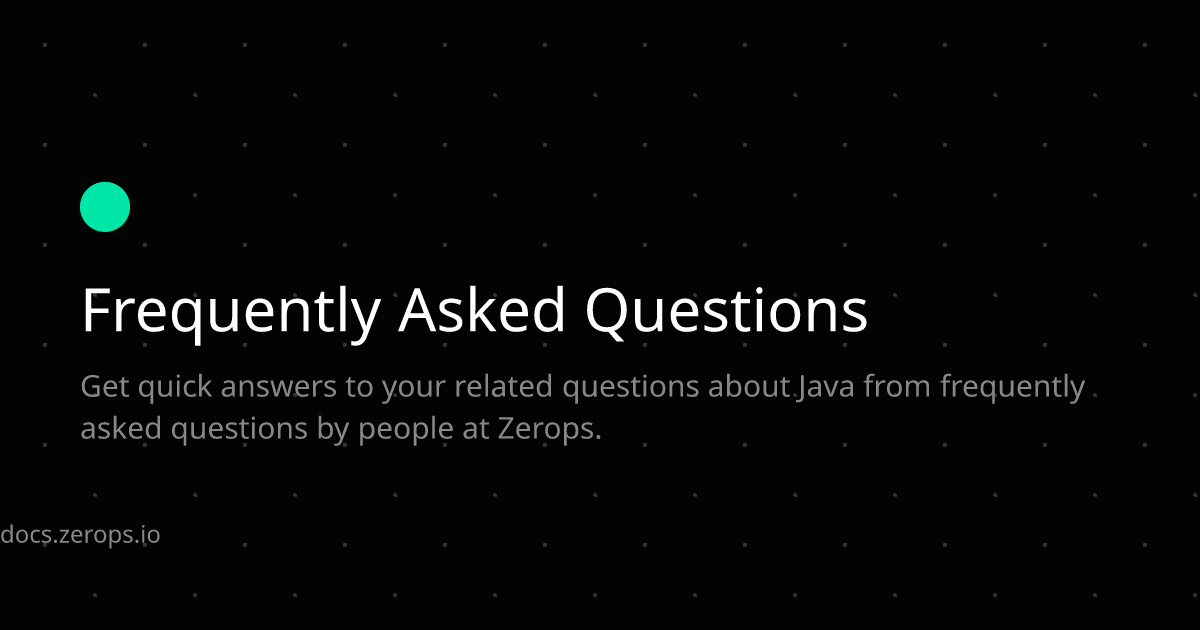 Frequently Asked Questions
Get quick answers to your related questions about Java from frequently
asked questions by people at Zerops.
docs.zerops.io